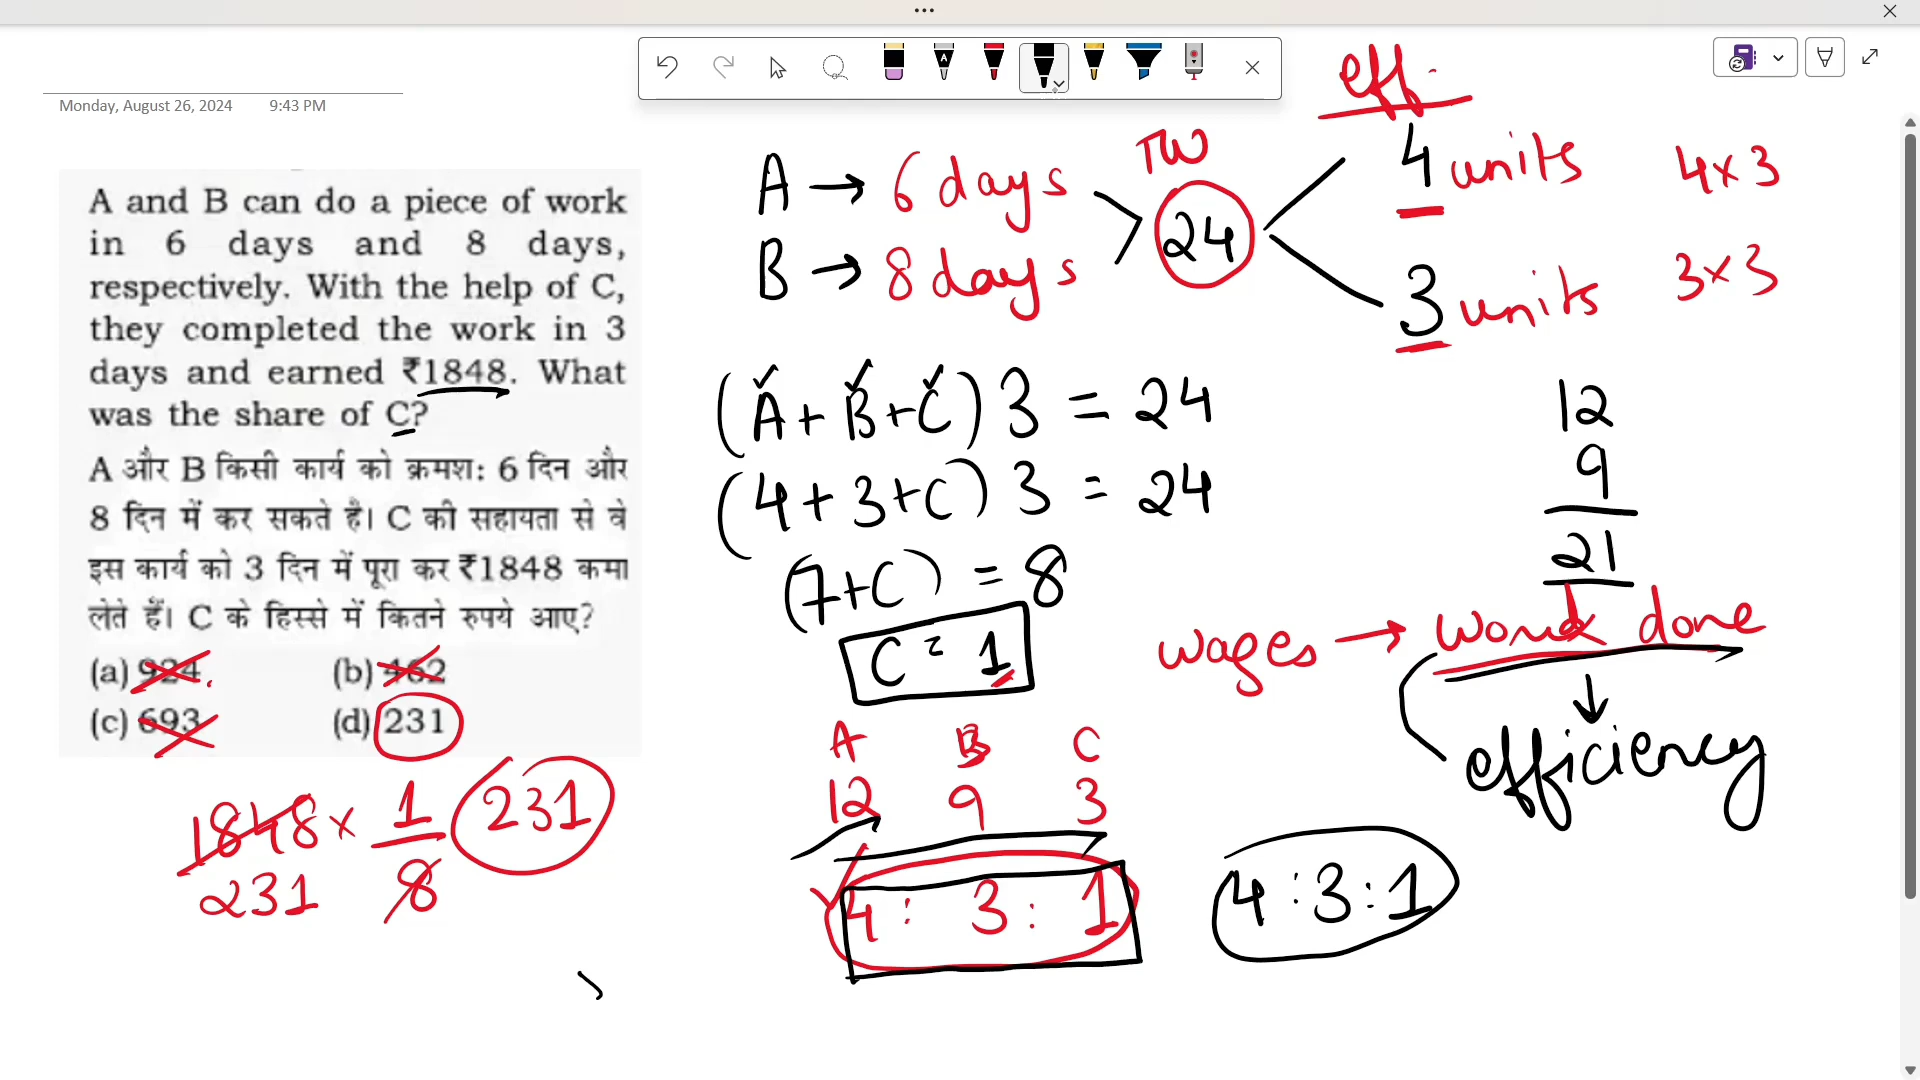 Monday, August 26, 2024 9:43 PM
A and B can do a piece of work
in 6 days and 8 days,
respectively. With the help of C,
they completed the work in 3
days and earned ₹1848. What
was the share of C?
A और B किसी कार्य को क्रमश: 6 दिन और
8 दिन में कर सकते है। C की सहायता से वे
इस कार्य को 3 दिन में पूरा कर ₹1848 कमा
लेते हैं। C के हिस्से में कितने रुपये आए?
(a) 924. (b) 462
(c) 693 (d) 231
1848 × 1/8 231
231
eff.
A → 6 days
B → 8 days
TW
24
4 units 4×3
3 units 3×3
(A+B+C) 3 = 24
(4+3+C) 3 = 24
(7+C) = 8
C = 1
12
9
21
wages → work done
efficiency
A B C
12 9 3
4 : 3 : 1
4 : 3 : 1